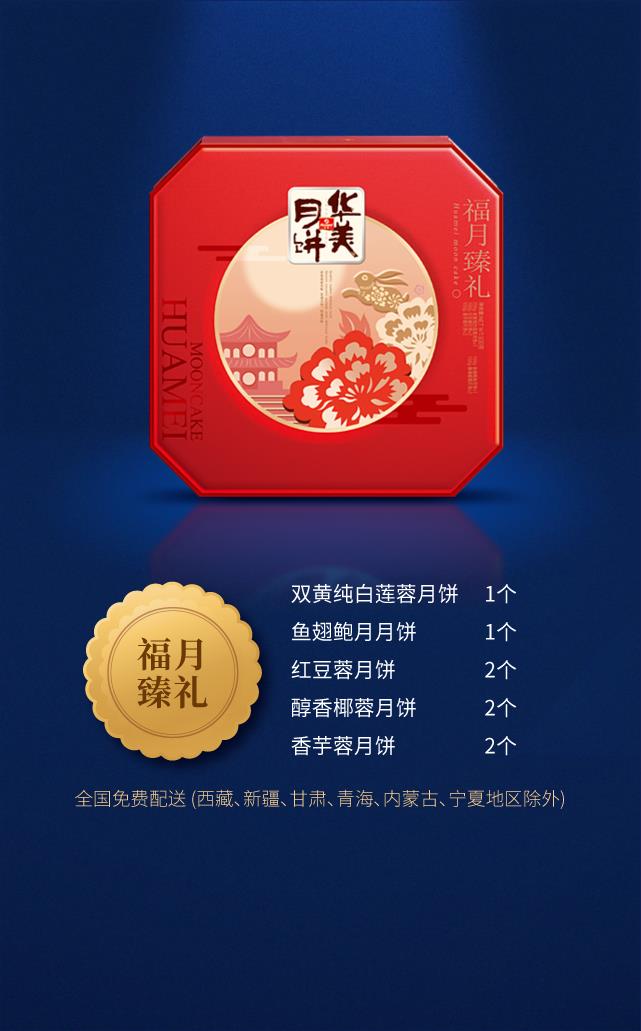 华美
月饼
福月臻礼
Huamei moon cake
HUAMEI
MOONCAKE
福月
臻礼
双黄纯白莲蓉月饼 1个
鱼翅鲍月月饼 1个
红豆蓉月饼 2个
醇香椰蓉月饼 2个
香芋蓉月饼 2个
全国免费配送 (西藏、新疆、甘肃、青海、内蒙古、宁夏地区除外)